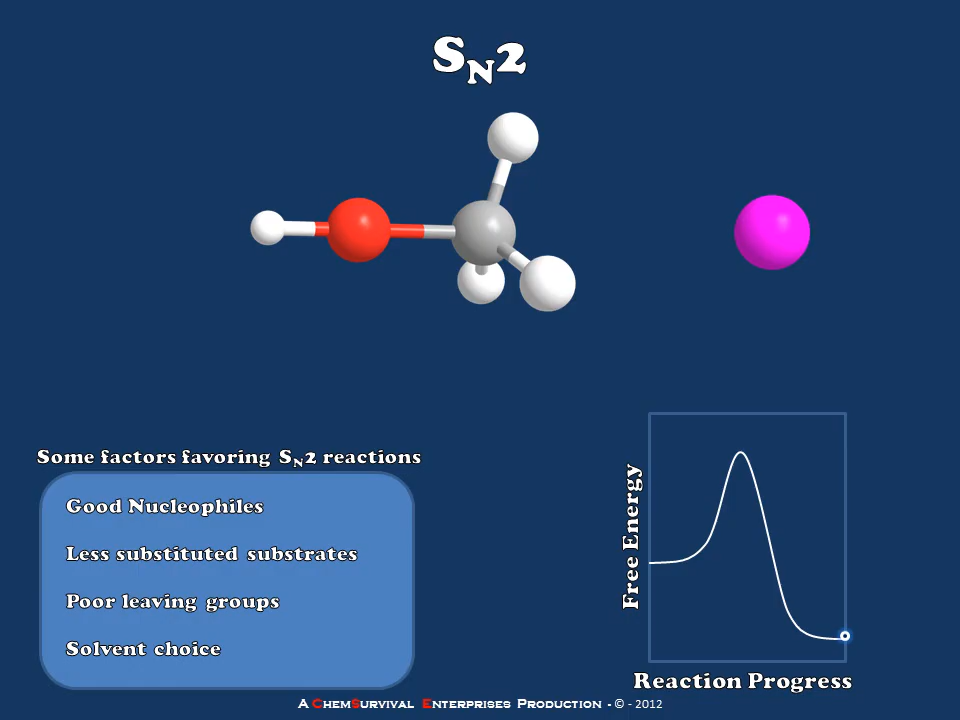 SN2
Some factors favoring SN2 reactions
Good Nucleophiles
Less substituted substrates
Poor leaving groups
Solvent choice
Free Energy
Reaction Progress
A ChemSurvival Enterprises Production - © - 2012